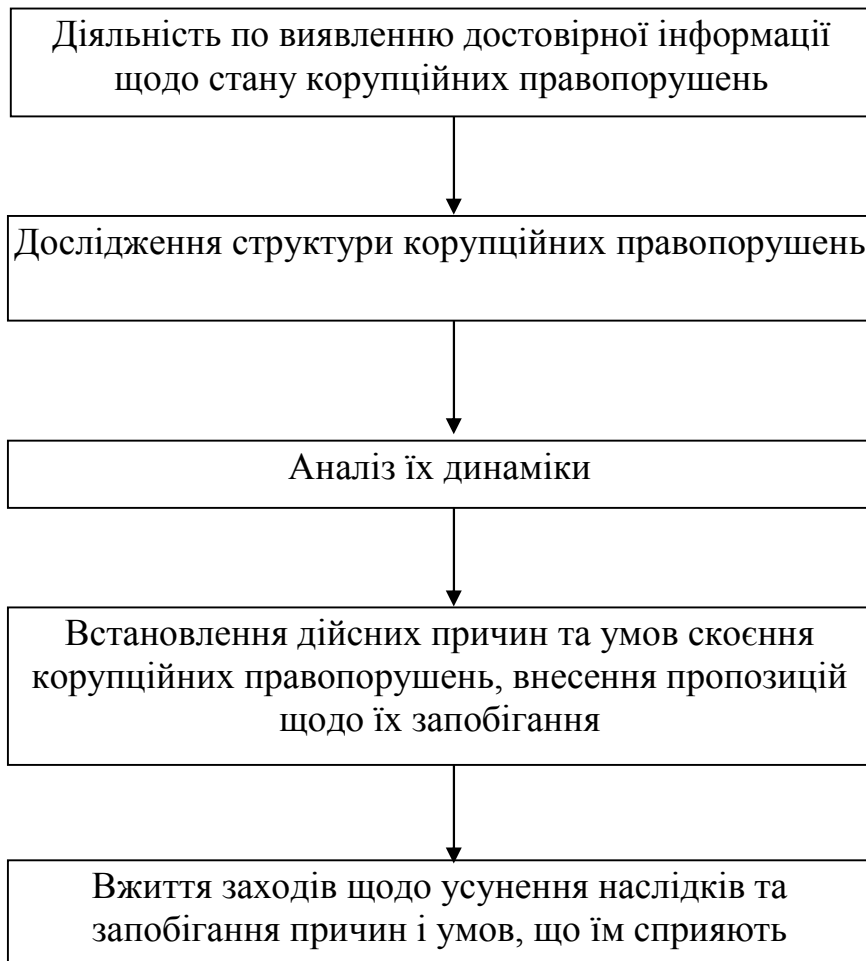 Діяльність по виявленню достовірної інформації
щодо стану корупційних правопорушень
Дослідження структури корупційних правопорушень
Аналіз їх динаміки
Встановлення дійсних причин та умов скоєння
корупційних правопорушень, внесення пропозицій
щодо їх запобігання
Вжиття заходів щодо усунення наслідків та
запобігання причин і умов, що їм сприяють